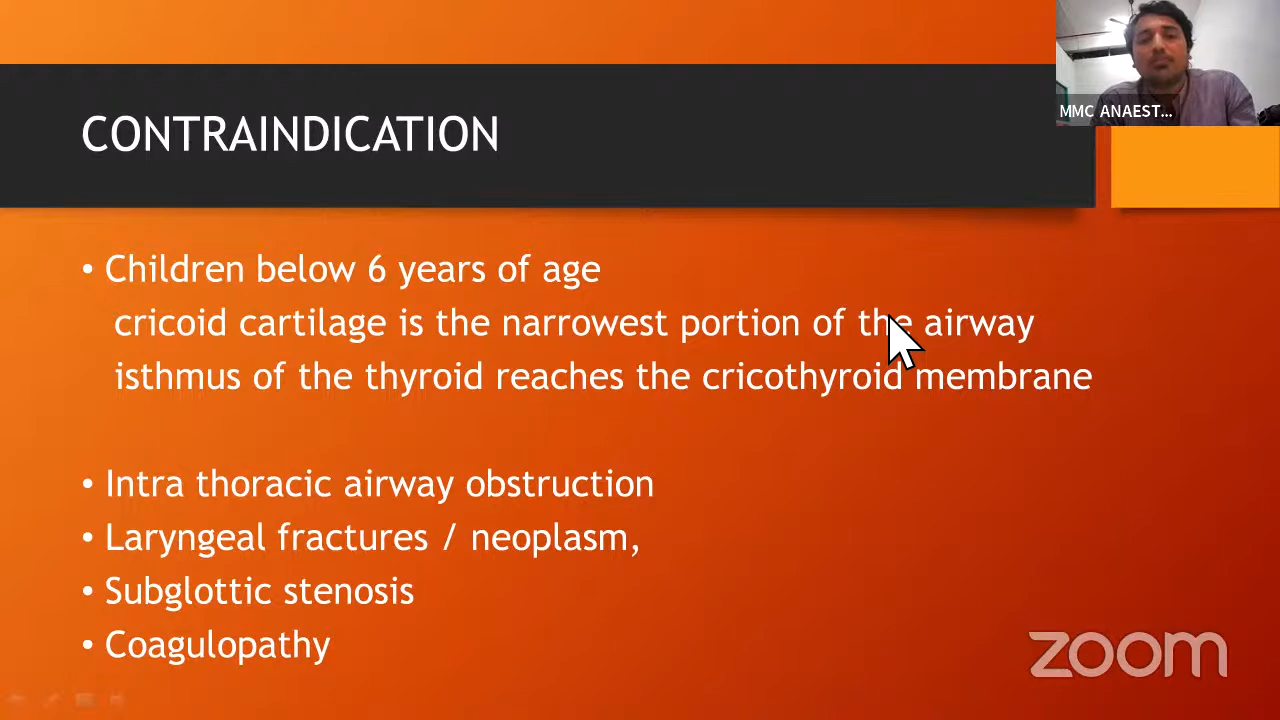 MMC ANAEST...
CONTRAINDICATION
• Children below 6 years of age
cricoid cartilage is the narrowest portion of the airway
isthmus of the thyroid reaches the cricothyroid membrane
• Intra thoracic airway obstruction
• Laryngeal fractures / neoplasm,
• Subglottic stenosis
• Coagulopathy
zoom